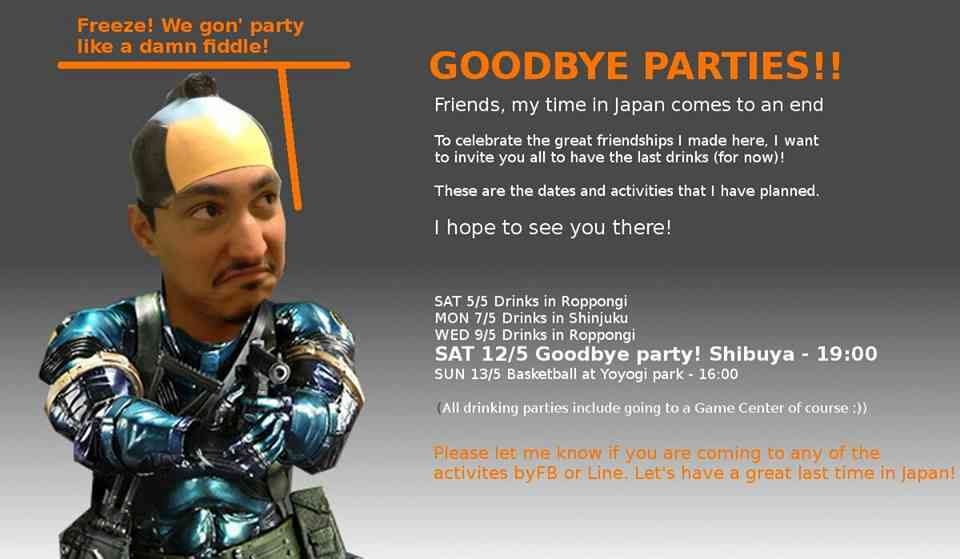 Freeze! We gon' party
like a damn fiddle!
GOODBYE PARTIES!!
Friends, my time in Japan comes to an end
To celebrate the great friendships I made here, I want
to invite you all to have the last drinks (for now)!
These are the dates and activities that I have planned.
I hope to see you there!
SAT 5/5 Drinks in Roppongi
MON 7/5 Drinks in Shinjuku
WED 9/5 Drinks in Roppongi
SAT 12/5 Goodbye party! Shibuya - 19:00
SUN 13/5 Basketball at Yoyogi park - 16:00
(All drinking parties include going to a Game Center of course :))
Please let me know if you are coming to any of the
activites byFB or Line. Let's have a great last time in Japan!